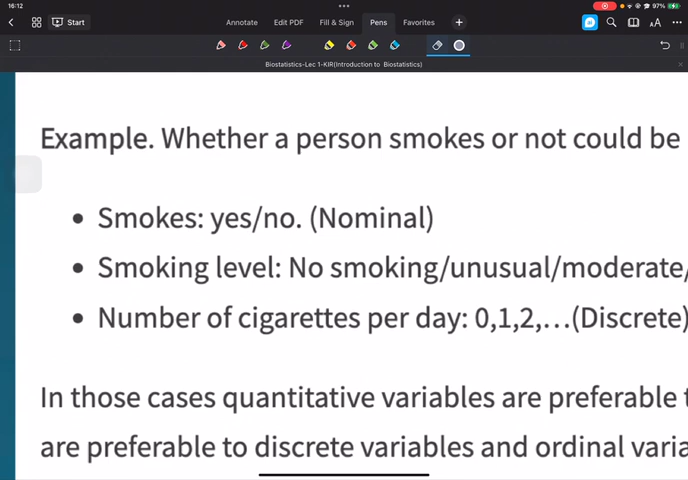 16:12
97%
Start
Annotate
Edit PDF
Fill & Sign
Pens
Favorites
Biostatistics-Lec 1-KIR(Introduction to Biostatistics)
Example. Whether a person smokes or not could be
• Smokes: yes/no. (Nominal)
• Smoking level: No smoking/unusual/moderate/
• Number of cigarettes per day: 0,1,2,…(Discrete)
In those cases quantitative variables are preferable t
are preferable to discrete variables and ordinal varia